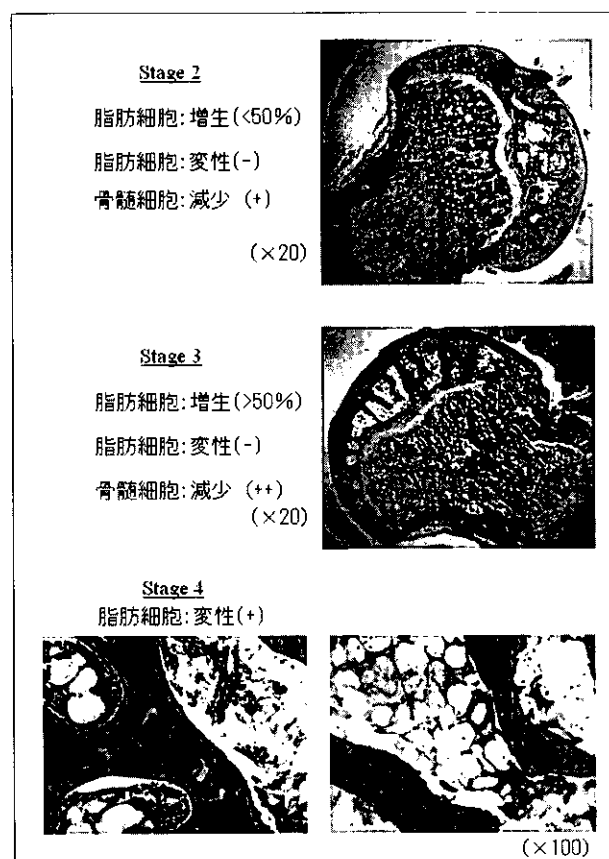 Stage 2
脂肪細胞:増生(<50%)
脂肪細胞:変性(-)
骨髄細胞:減少 (+)
(×20)
Stage 3
脂肪細胞:増生(>50%)
脂肪細胞:変性(-)
骨髄細胞:減少 (++)
(×20)
Stage 4
脂肪細胞:変性(+)
(×100)